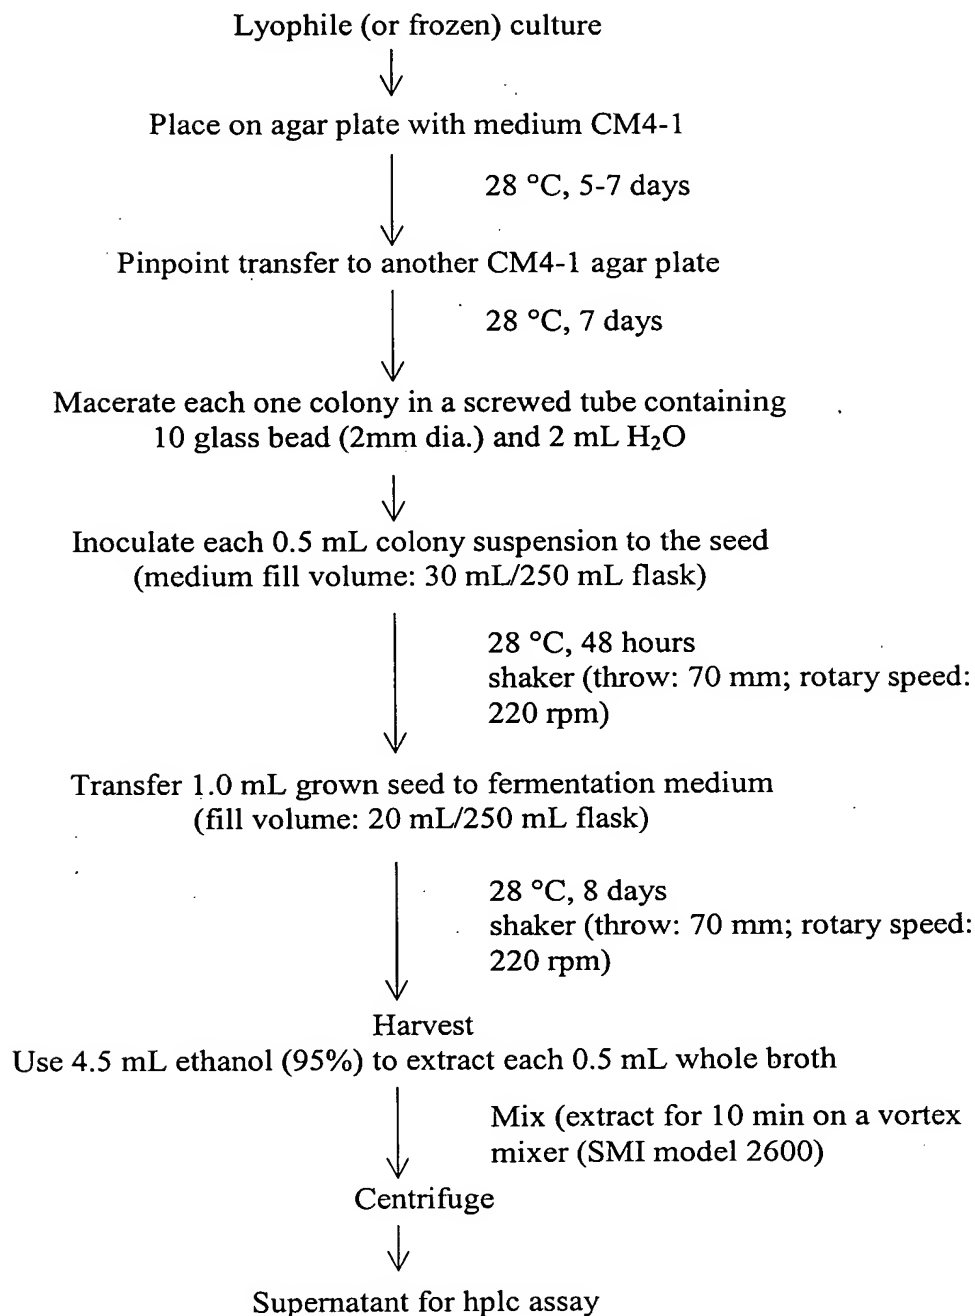 Lyophile (or frozen) culture
Place on agar plate with medium CM4-1
28 °C, 5-7 days
Pinpoint transfer to another CM4-1 agar plate
28 °C, 7 days
Macerate each one colony in a screwed tube containing
10 glass bead (2mm dia.) and 2 mL H₂O
Inoculate each 0.5 mL colony suspension to the seed
(medium fill volume: 30 mL/250 mL flask)
28 °C, 48 hours
shaker (throw: 70 mm; rotary speed:
220 rpm)
Transfer 1.0 mL grown seed to fermentation medium
(fill volume: 20 mL/250 mL flask)
28 °C, 8 days
shaker (throw: 70 mm; rotary speed:
220 rpm)
Harvest
Use 4.5 mL ethanol (95%) to extract each 0.5 mL whole broth
Mix (extract for 10 min on a vortex
mixer (SMI model 2600)
Centrifuge
Supernatant for hplc assay